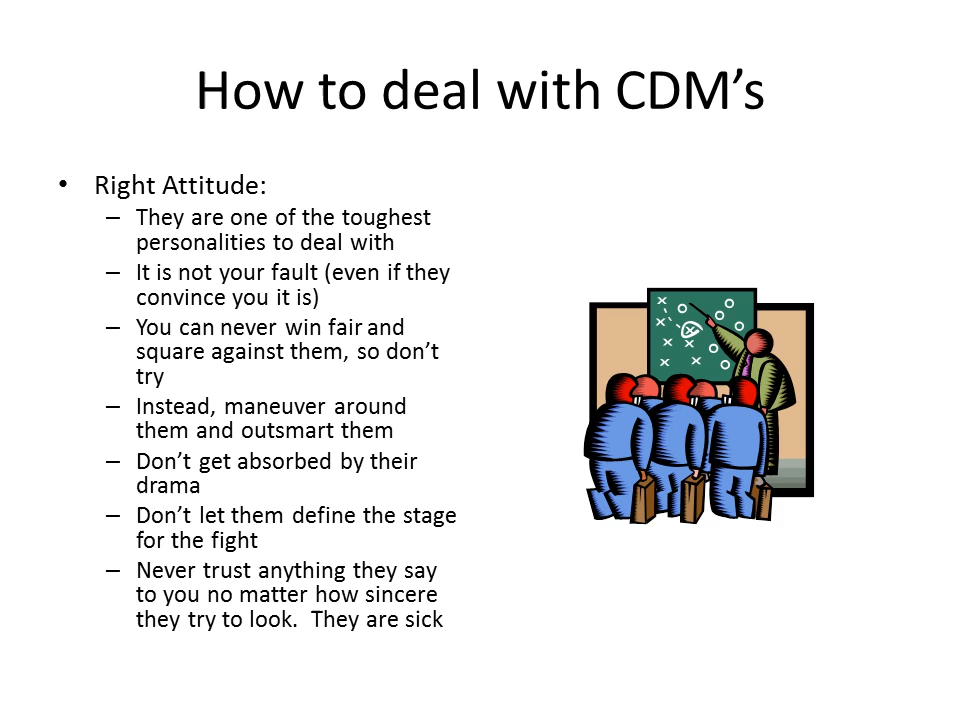 How to deal with CDM’s
• Right Attitude:
– They are one of the toughest
personalities to deal with
– It is not your fault (even if they
convince you it is)
– You can never win fair and
square against them, so don’t
try
– Instead, maneuver around
them and outsmart them
– Don’t get absorbed by their
drama
– Don’t let them define the stage
for the fight
– Never trust anything they say
to you no matter how sincere
they try to look.  They are sick